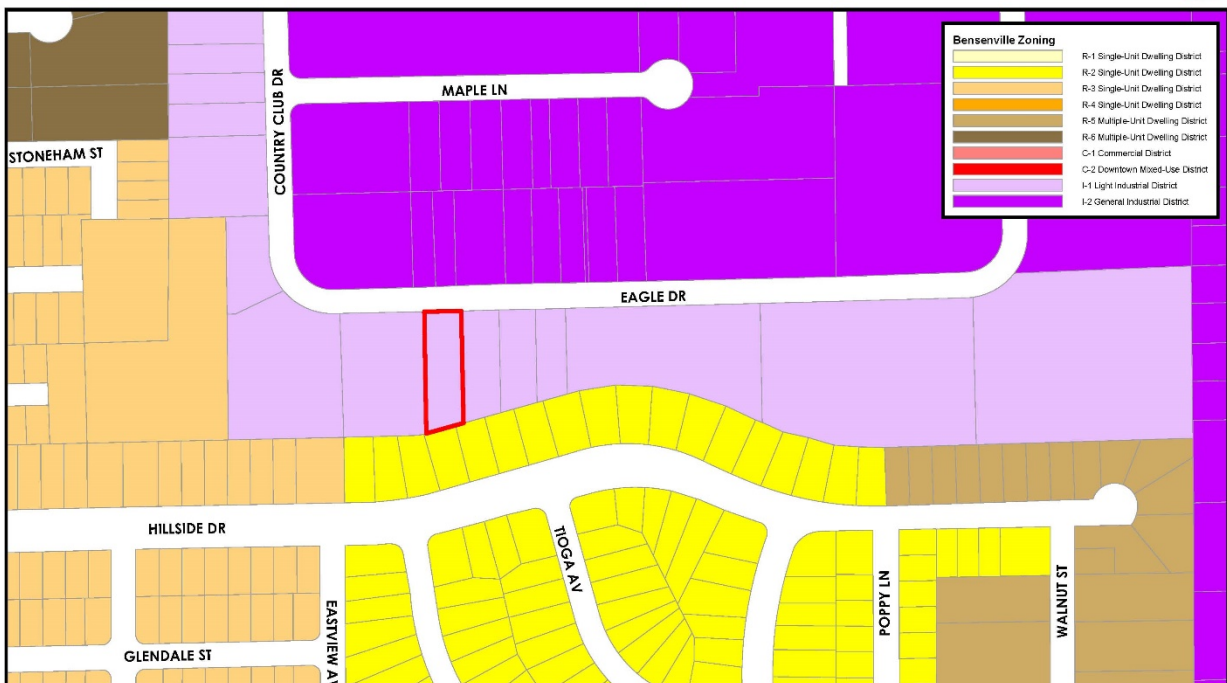 Bensenville Zoning
R-1 Single-Unit Dwelling District
R-2 Single-Unit Dwelling District
R-3 Single-Unit Dwelling District
R-4 Single-Unit Dwelling District
R-5 Multiple-Unit Dwelling District
R-6 Multiple-Unit Dwelling District
C-1 Commercial District
C-2 Downtown Mixed-Use District
I-1 Light Industrial District
I-2 General Industrial District
COUNTRY CLUB DR
MAPLE LN
STONEHAM ST
EAGLE DR
HILLSIDE DR
TIOGA AV
POPPY LN
WALNUT ST
EASTVIEW AV
GLENDALE ST